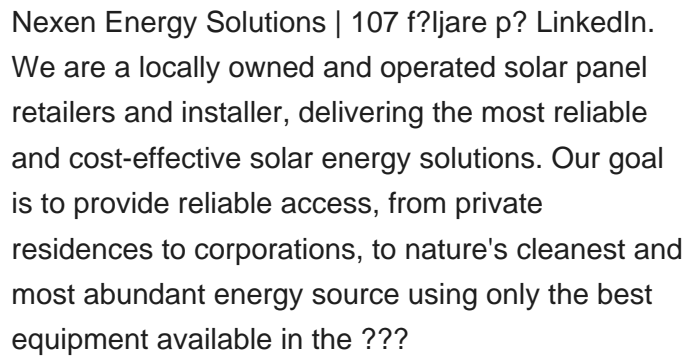 Nexen Energy Solutions | 107 f?ljare p? LinkedIn.
We are a locally owned and operated solar panel
retailers and installer, delivering the most reliable
and cost-effective solar energy solutions. Our goal
is to provide reliable access, from private
residences to corporations, to nature's cleanest and
most abundant energy source using only the best
equipment available in the ???